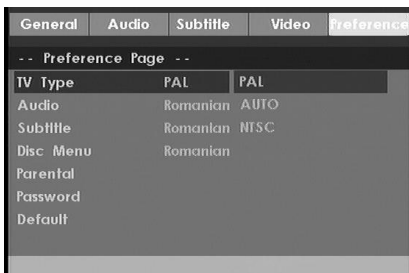 General Audio Subtitle Video Preference
-- Preference Page --
TV Type PAL PAL
Audio Romanian AUTO
Subtitle Romanian NTSC
Disc Menu Romanian
Parental
Password
Default